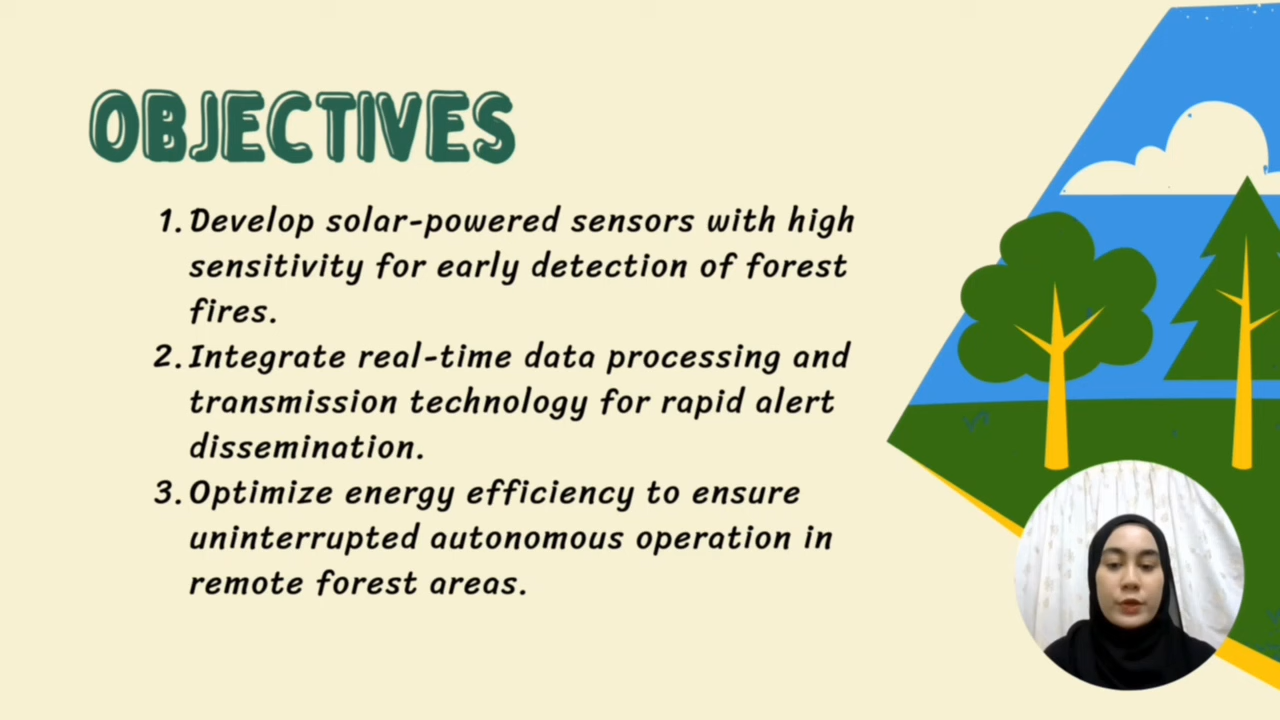 OBJECTIVES
1. Develop solar-powered sensors with high
sensitivity for early detection of forest
fires.
2. Integrate real-time data processing and
transmission technology for rapid alert
dissemination.
3. Optimize energy efficiency to ensure
uninterrupted autonomous operation in
remote forest areas.